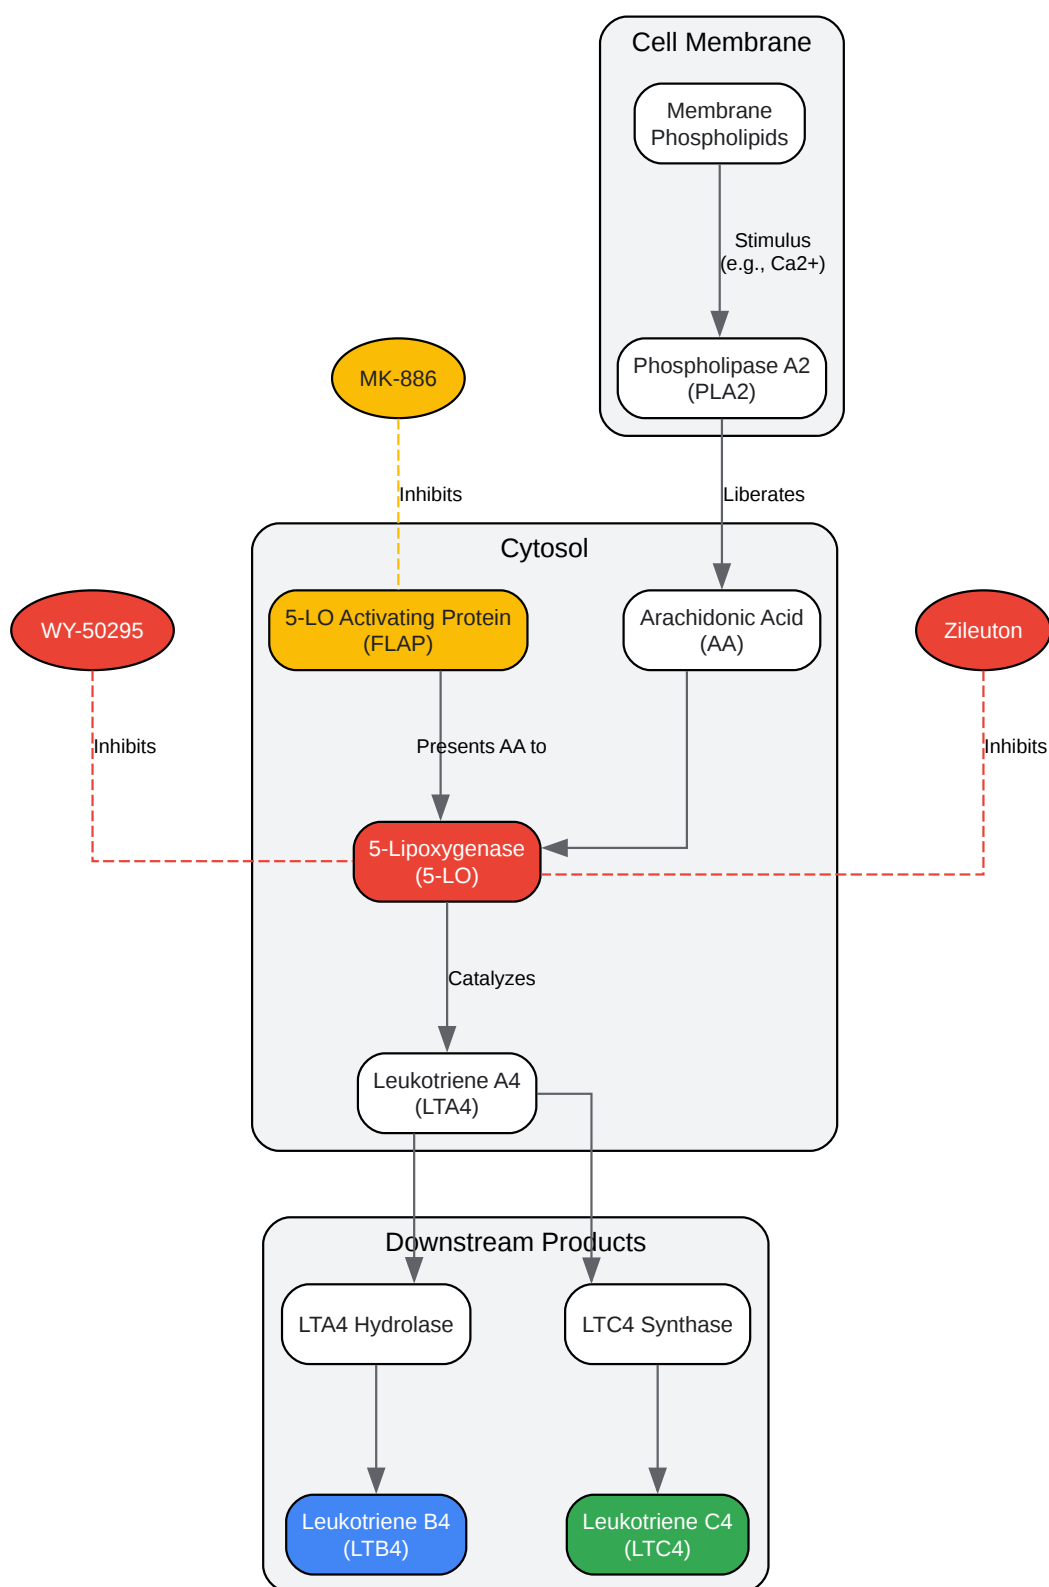 Cell Membrane
Membrane
Phospholipids
Stimulus
(e.g., Ca2+)
Phospholipase A2
(PLA2)
MK-886
Inhibits
Liberates
Cytosol
5-LO Activating Protein
(FLAP)
Arachidonic Acid
(AA)
WY-50295
Zileuton
Inhibits
Presents AA to
Inhibits
5-Lipoxygenase
(5-LO)
Catalyzes
Leukotriene A4
(LTA4)
Downstream Products
LTA4 Hydrolase
LTC4 Synthase
Leukotriene B4
(LTB4)
Leukotriene C4
(LTC4)